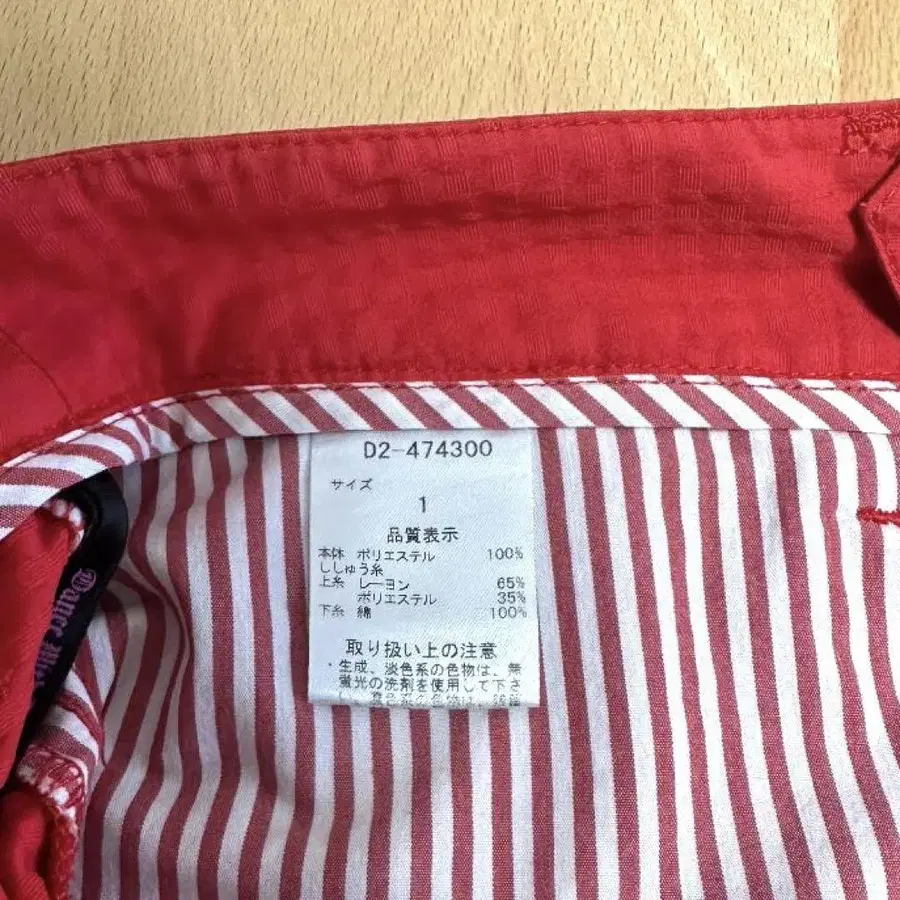 D2-474300
サイズ
1
品質表示
本体 ポリエステル 100%
ししゅう糸
上糸 レーヨン 65%
ポリエステル 35%
下糸 綿 100%
取り扱い上の注意
・生成、淡色系の色物は、無
蛍光の洗剤を使用して下さ